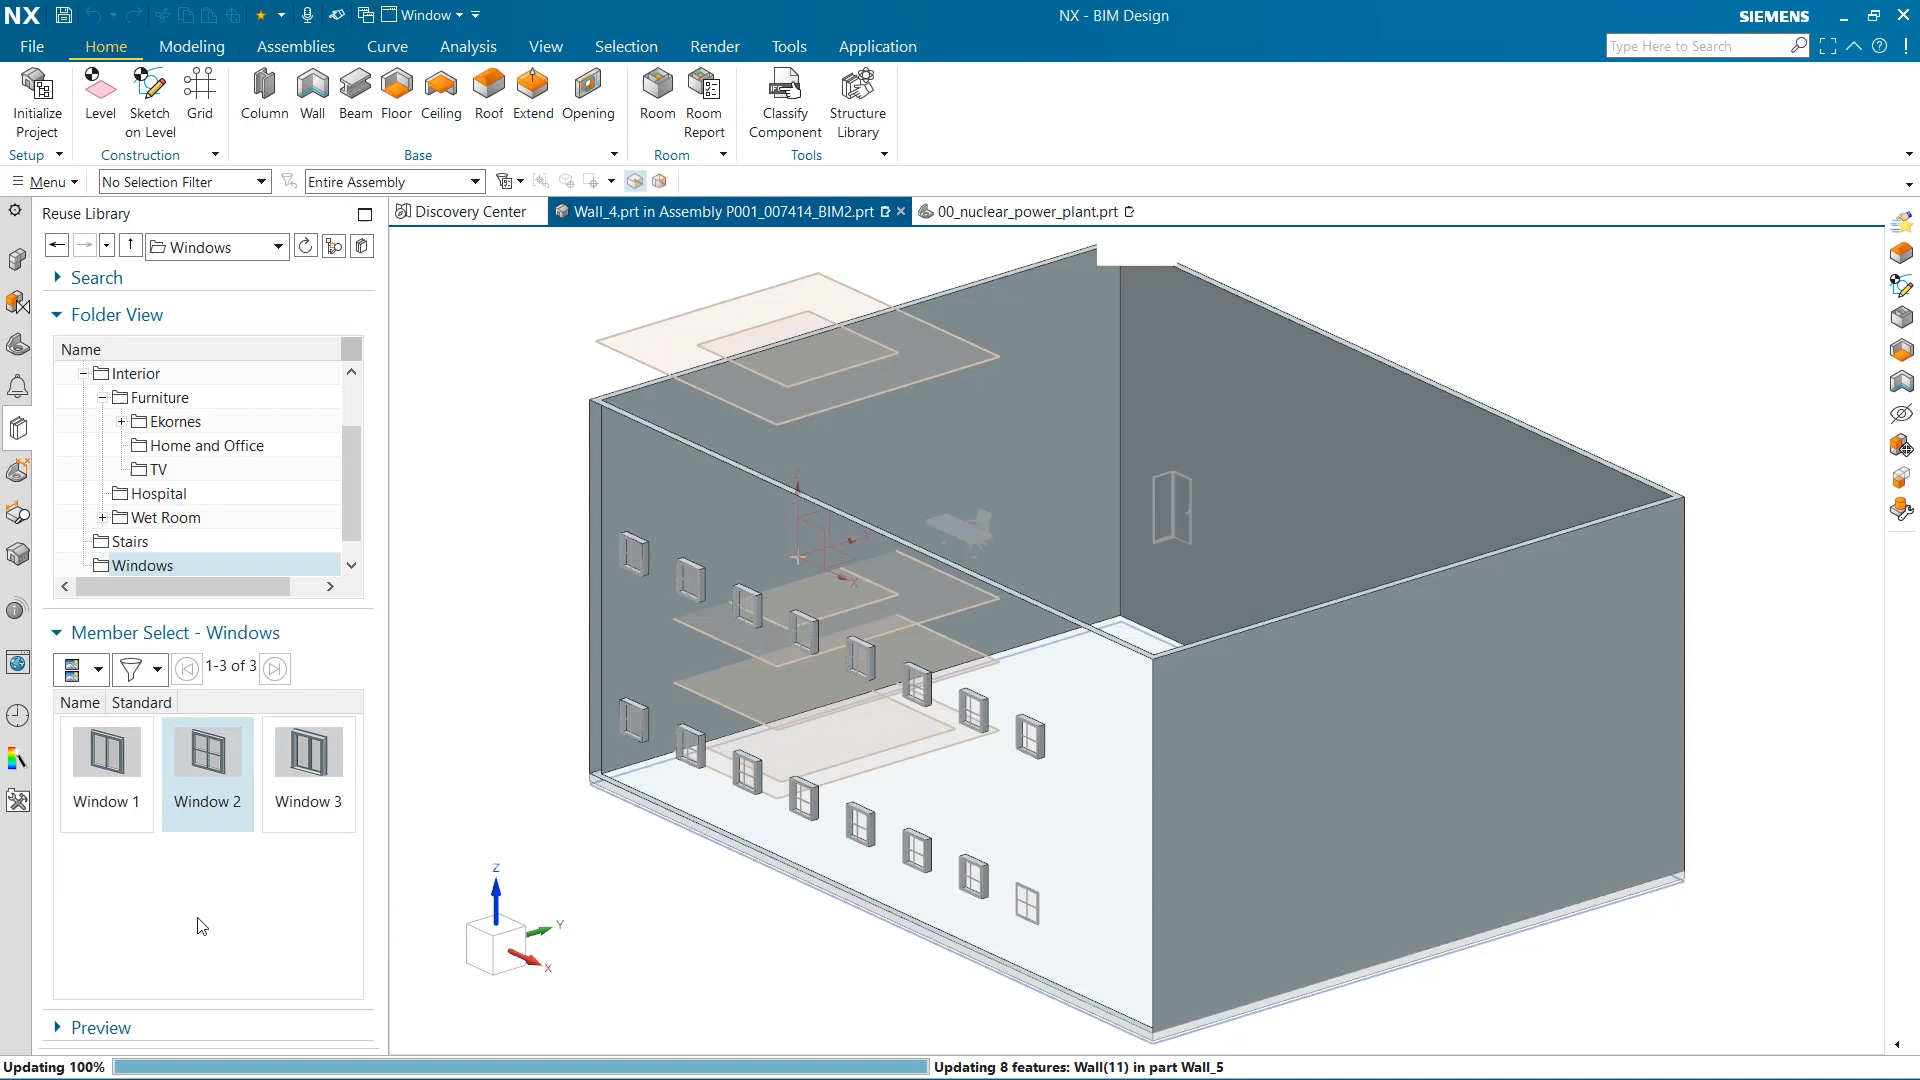 NX
Window
NX - BIM Design
SIEMENS
File
Home
Modeling
Assemblies
Curve
Analysis
View
Selection
Render
Tools
Application
Type Here to Search
Initialize
Project
Level
Sketch
on Level
Grid
Column
Wall
Beam
Floor
Ceiling
Roof
Extend
Opening
Room
Room
Report
Classify
Component
Structure
Library
Setup
Construction
Base
Room
Tools
Menu
No Selection Filter
Entire Assembly
Reuse Library
Discovery Center
Wall_4.prt in Assembly P001_007414_BIM2.prt
00_nuclear_power_plant.prt
Windows
Search
Folder View
Name
Interior
Furniture
Ekornes
Home and Office
TV
Hospital
Wet Room
Stairs
Windows
Member Select - Windows
1-3 of 3
Name
Standard
Window 1
Window 2
Window 3
Preview
Z
Y
X
X
Updating 100%
Updating 8 features: Wall(11) in part Wall_5